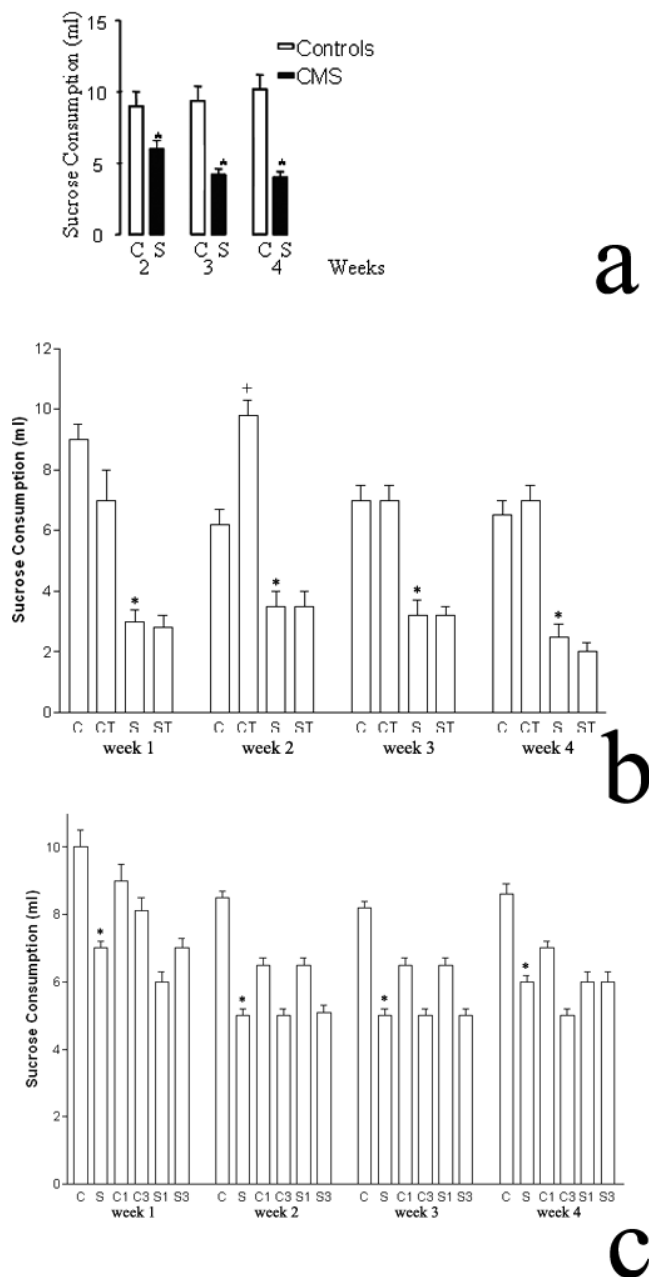 15
Controls
CMS
10
5
0
Sucrose Consumption (ml)
* * *
C S C S C S
2 3 4 Weeks
a
12
10
8
6
4
2
0
Sucrose Consumption (ml)
+
* * * *
C CT S ST C CT S ST C CT S ST C CT S ST
week 1 week 2 week 3 week 4
b
10
8
6
4
2
0
Sucrose Consumption (ml)
* * * *
C S C1 C3 S1 S3 C S C1 C3 S1 S3 C S C1 C3 S1 S3 C S C1 C3 S1 S3
week 1 week 2 week 3 week 4
c